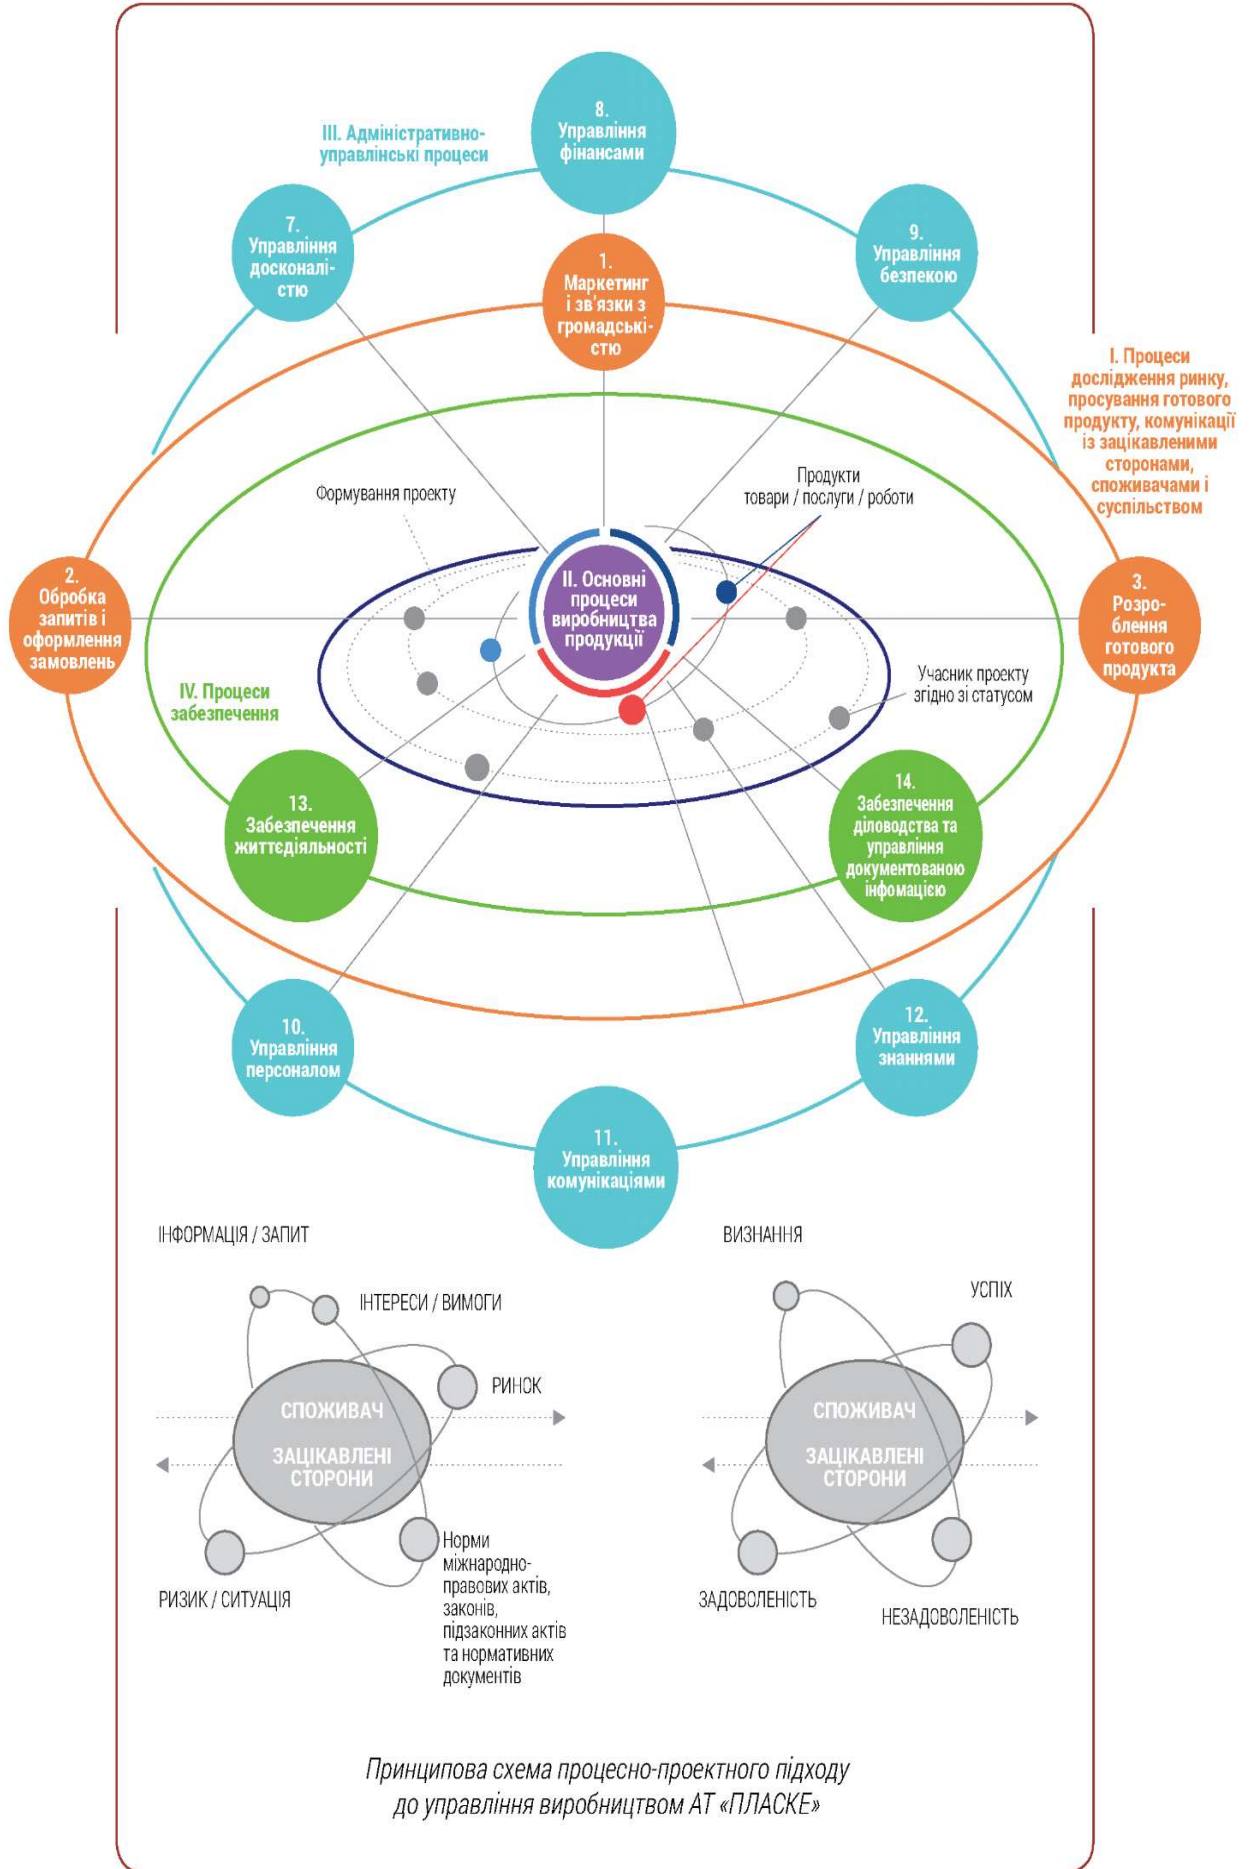 8.
Управління
фінансами
III. Адміністративно-
управлінські процеси
7.
Управління
досконалі-
стю
9.
Управління
безпекою
1.
Маркетинг
і зв'язки з
громадські-
стю
I. Процеси
дослідження ринку,
просування готового
продукту, комунікації
із зацікавленими
сторонами,
споживачами і
суспільством
Формування проекту
Продукти
товари / послуги / роботи
2.
Обробка
запитів і
оформлення
замовлень
II. Основні
процеси
виробництва
продукції
3.
Розро-
блення
готового
продукта
IV. Процеси
забезпечення
Учасник проекту
згідно зі статусом
13.
Забезпечення
життєдіяльності
14.
Забезпечення
діловодства та
управління
документованою
інфомацією
10.
Управління
персоналом
12.
Управління
знаннями
11.
Управління
комунікаціями
ІНФОРМАЦІЯ / ЗАПИТ
ІНТЕРЕСИ / ВИМОГИ
РИНОК
СПОЖИВАЧ
ЗАЦІКАВЛЕНІ
СТОРОНИ
РИЗИК / СИТУАЦІЯ
Норми
міжнародно-
правових актів,
законів,
підзаконних актів
та нормативних
документів
ВИЗНАННЯ
УСПІХ
СПОЖИВАЧ
ЗАЦІКАВЛЕНІ
СТОРОНИ
ЗАДОВОЛЕНІСТЬ
НЕЗАДОВОЛЕНІСТЬ
Принципова схема процесно-проектного підходу
до управління виробництвом АТ «ПЛАСКЕ»